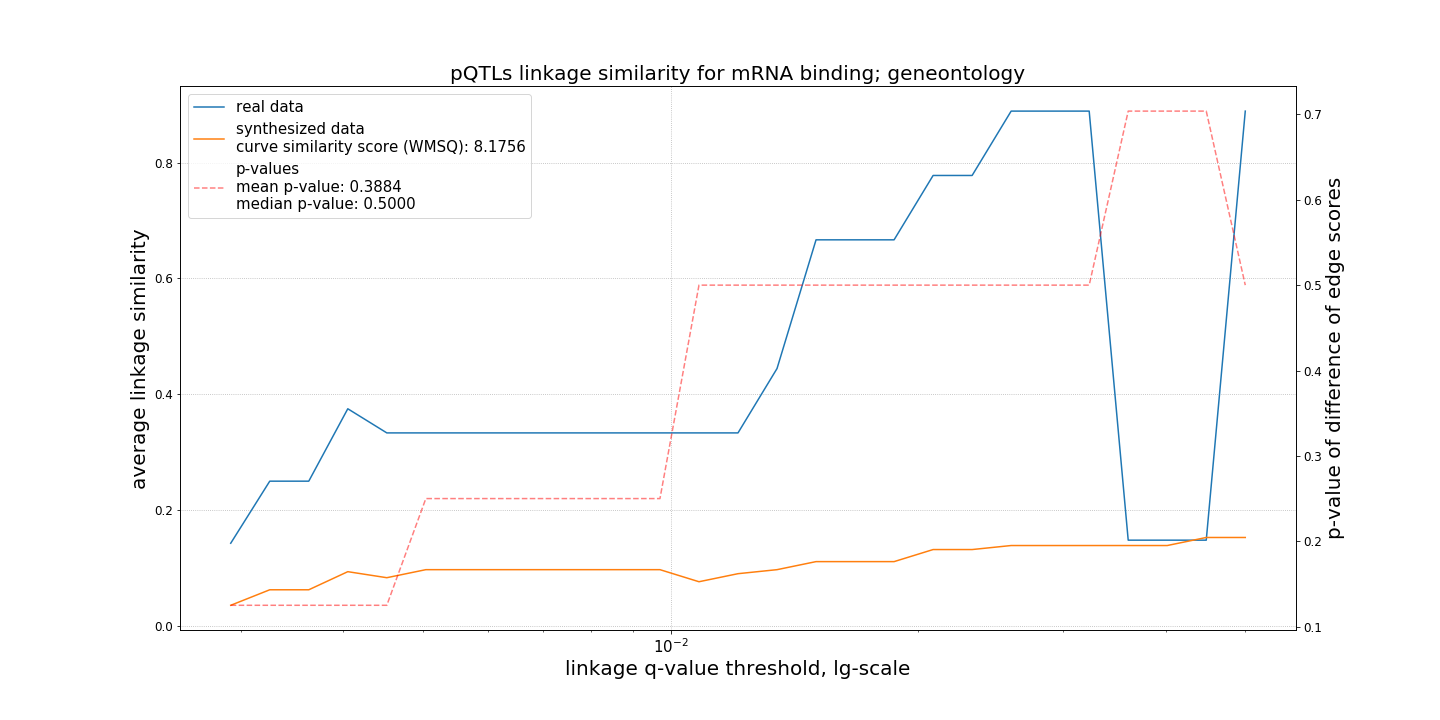 pQTLs linkage similarity for mRNA binding; geneontology
real data
synthesized data
curve similarity score (WMSQ): 8.1756
p-values
mean p-value: 0.3884
median p-value: 0.5000
average linkage similarity
0.8
0.6
0.4
0.2
0.0
0.7
0.6
0.5
0.4
0.3
0.2
0.1
p-value of difference of edge scores
10⁻²
linkage q-value threshold, lg-scale